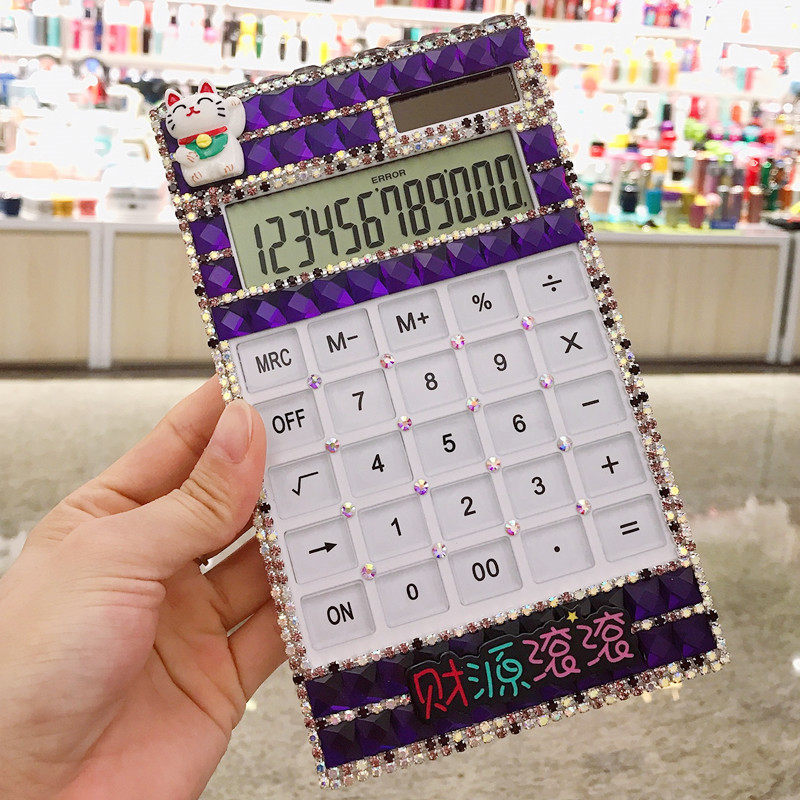 ERROR
123456789000.
MRC M− M+ % ÷
OFF 7 8 9 X
√ 4 5 6 −
→ 1 2 3 +
ON 0 00 · =
财源滚滚